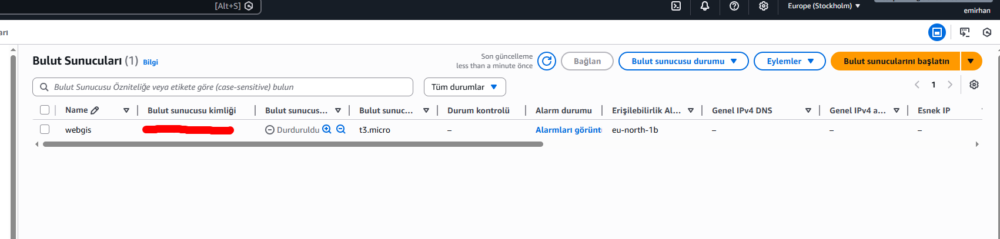 [Alt+S]
Europe (Stockholm)
emirhan
arı
Bulut Sunucuları (1) Bilgi
Son güncelleme
less than a minute önce
Bağlan
Bulut sunucusu durumu
Eylemler
Bulut sunucularını başlatın
Bulut Sunucusu Özniteliğe veya etikete göre (case-sensitive) bulun
Tüm durumlar
1
Name Bulut sunucusu kimliği Bulut sunucus... Bulut sunuc... Durum kontrolü Alarm durumu Erişilebilirlik Al... Genel IPv4 DNS Genel IPv4 a... Esnek IP
webgis Durduruldu t3.micro – Alarmları görünt eu-north-1b – – –